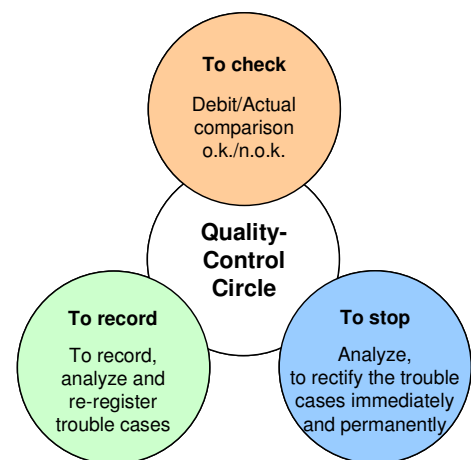 To check
Debit/Actual
comparison
o.k./n.o.k.
Quality-
Control
Circle
To record
To record,
analyze and
re-register
trouble cases
To stop
Analyze,
to rectify the trouble
cases immediately
and permanently